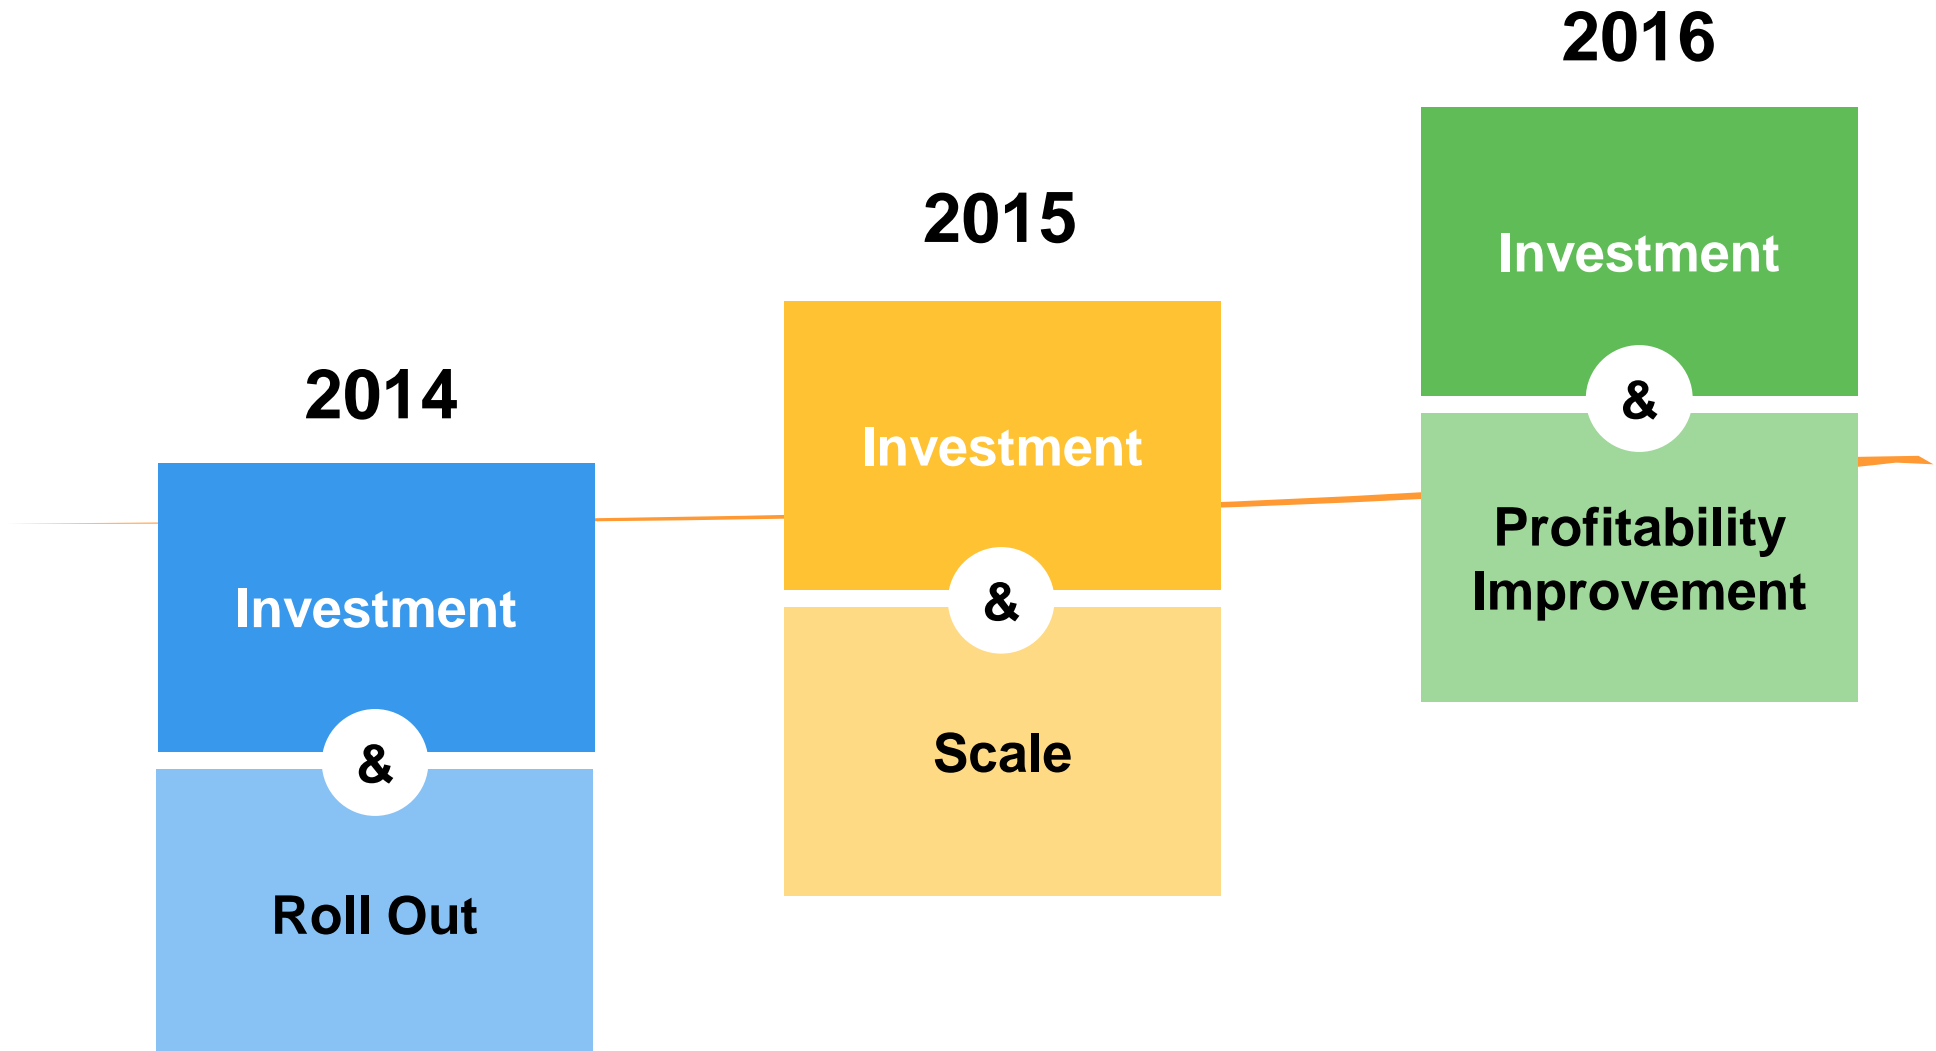 2014
Investment
&
Roll Out
2015
Investment
&
Scale
2016
Investment
&
Profitability
Improvement